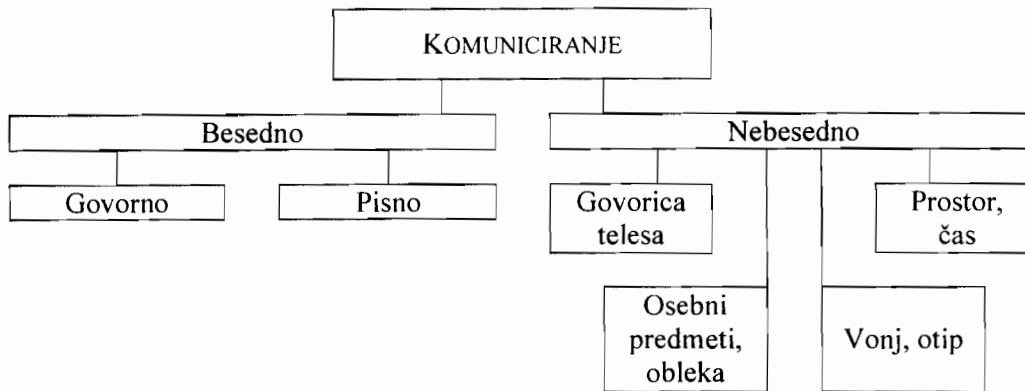 KOMUNICIRANJE
Besedno
Nebesedno
Govorno
Pisno
Govorica
telesa
Prostor,
čas
Osebni
predmeti,
obleka
Vonj, otip